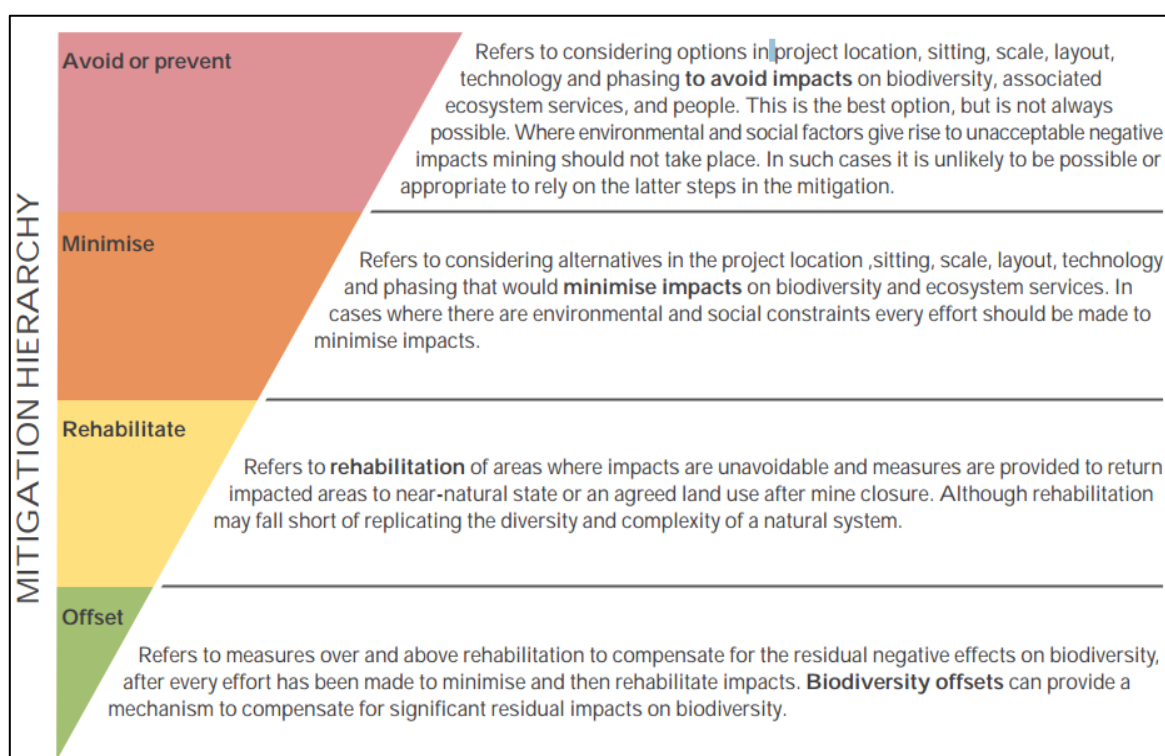 MITIGATION HIERARCHY
Avoid or prevent
Refers to considering options in project location, sitting, scale, layout,
technology and phasing to avoid impacts on biodiversity, associated
ecosystem services, and people. This is the best option, but is not always
possible. Where environmental and social factors give rise to unacceptable negative
impacts mining should not take place. In such cases it is unlikely to be possible or
appropriate to rely on the latter steps in the mitigation.
Minimise
Refers to considering alternatives in the project location ,sitting, scale, layout, technology
and phasing that would minimise impacts on biodiversity and ecosystem services. In
cases where there are environmental and social constraints every effort should be made to
minimise impacts.
Rehabilitate
Refers to rehabilitation of areas where impacts are unavoidable and measures are provided to return
impacted areas to near-natural state or an agreed land use after mine closure. Although rehabilitation
may fall short of replicating the diversity and complexity of a natural system.
Offset
Refers to measures over and above rehabilitation to compensate for the residual negative effects on biodiversity,
after every effort has been made to minimise and then rehabilitate impacts. Biodiversity offsets can provide a
mechanism to compensate for significant residual impacts on biodiversity.